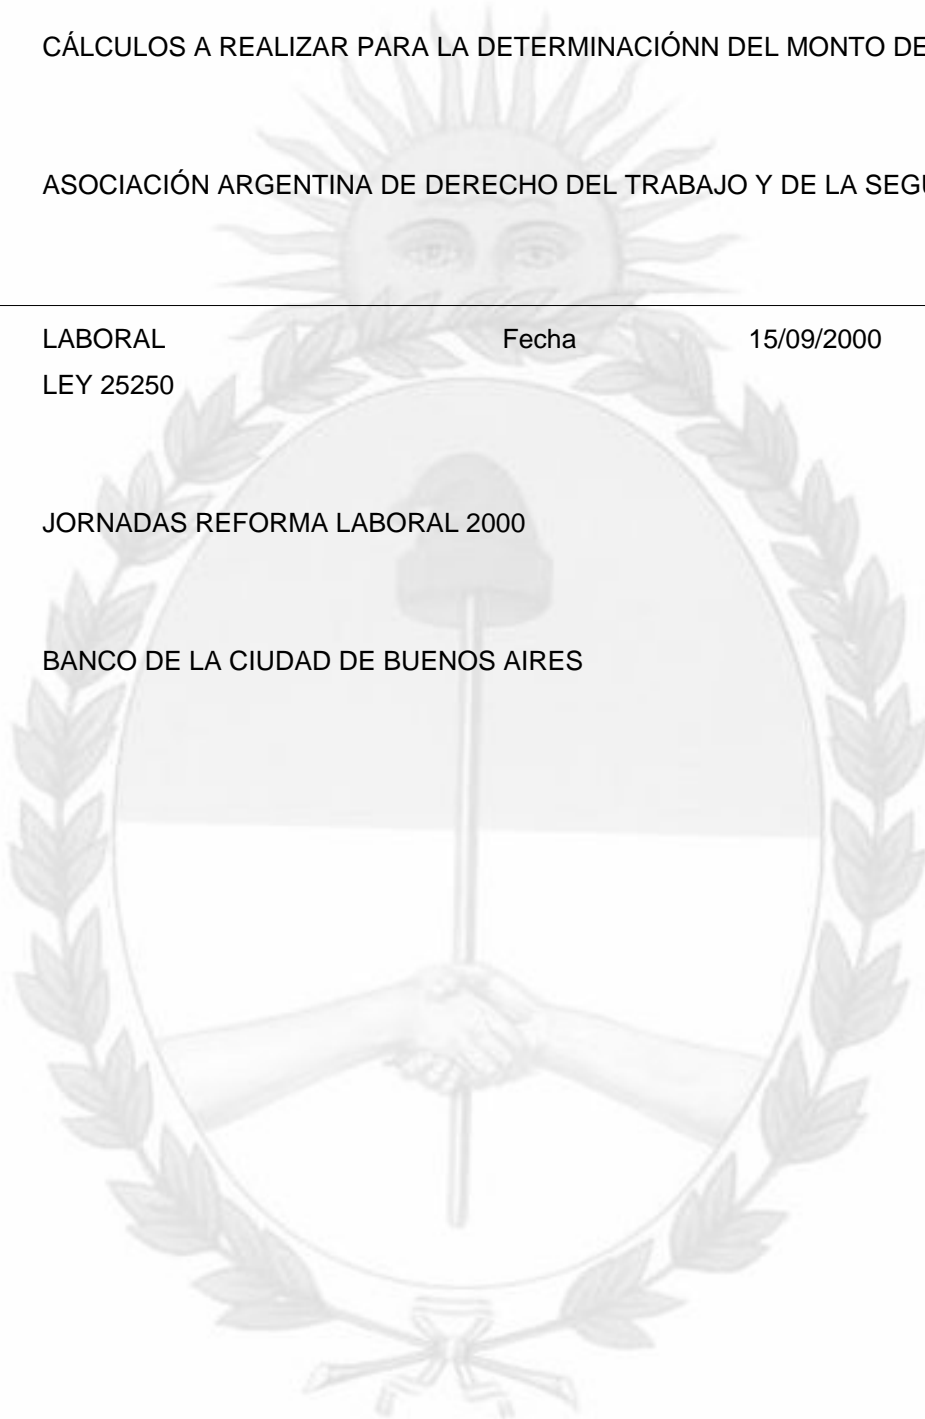 CÁLCULOS A REALIZAR PARA LA DETERMINACIÓNN DEL MONTO DE
ASOCIACIÓN ARGENTINA DE DERECHO DEL TRABAJO Y DE LA SEGU
LABORAL Fecha 15/09/2000
LEY 25250
JORNADAS REFORMA LABORAL 2000
BANCO DE LA CIUDAD DE BUENOS AIRES